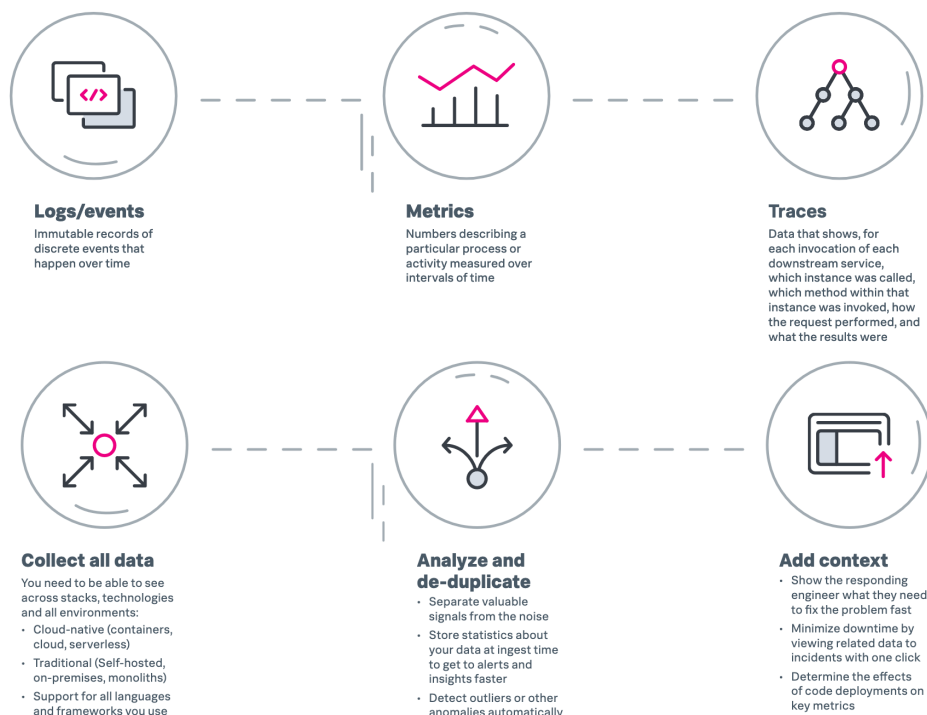 </>
Logs/events
Immutable records of
discrete events that
happen over time
Metrics
Numbers describing a
particular process or
activity measured over
intervals of time
Traces
Data that shows, for
each invocation of each
downstream service,
which instance was called,
which method within that
instance was invoked, how
the request performed, and
what the results were
Collect all data
You need to be able to see
across stacks, technologies
and all environments:
• Cloud-native (containers,
cloud, serverless)
• Traditional (Self-hosted,
on-premises, monoliths)
• Support for all languages
and frameworks you use
Analyze and
de-duplicate
• Separate valuable
signals from the noise
• Store statistics about
your data at ingest time
to get to alerts and
insights faster
• Detect outliers or other
anomalies automatically
Add context
• Show the responding
engineer what they need
to fix the problem fast
• Minimize downtime by
viewing related data to
incidents with one click
• Determine the effects
of code deployments on
key metrics